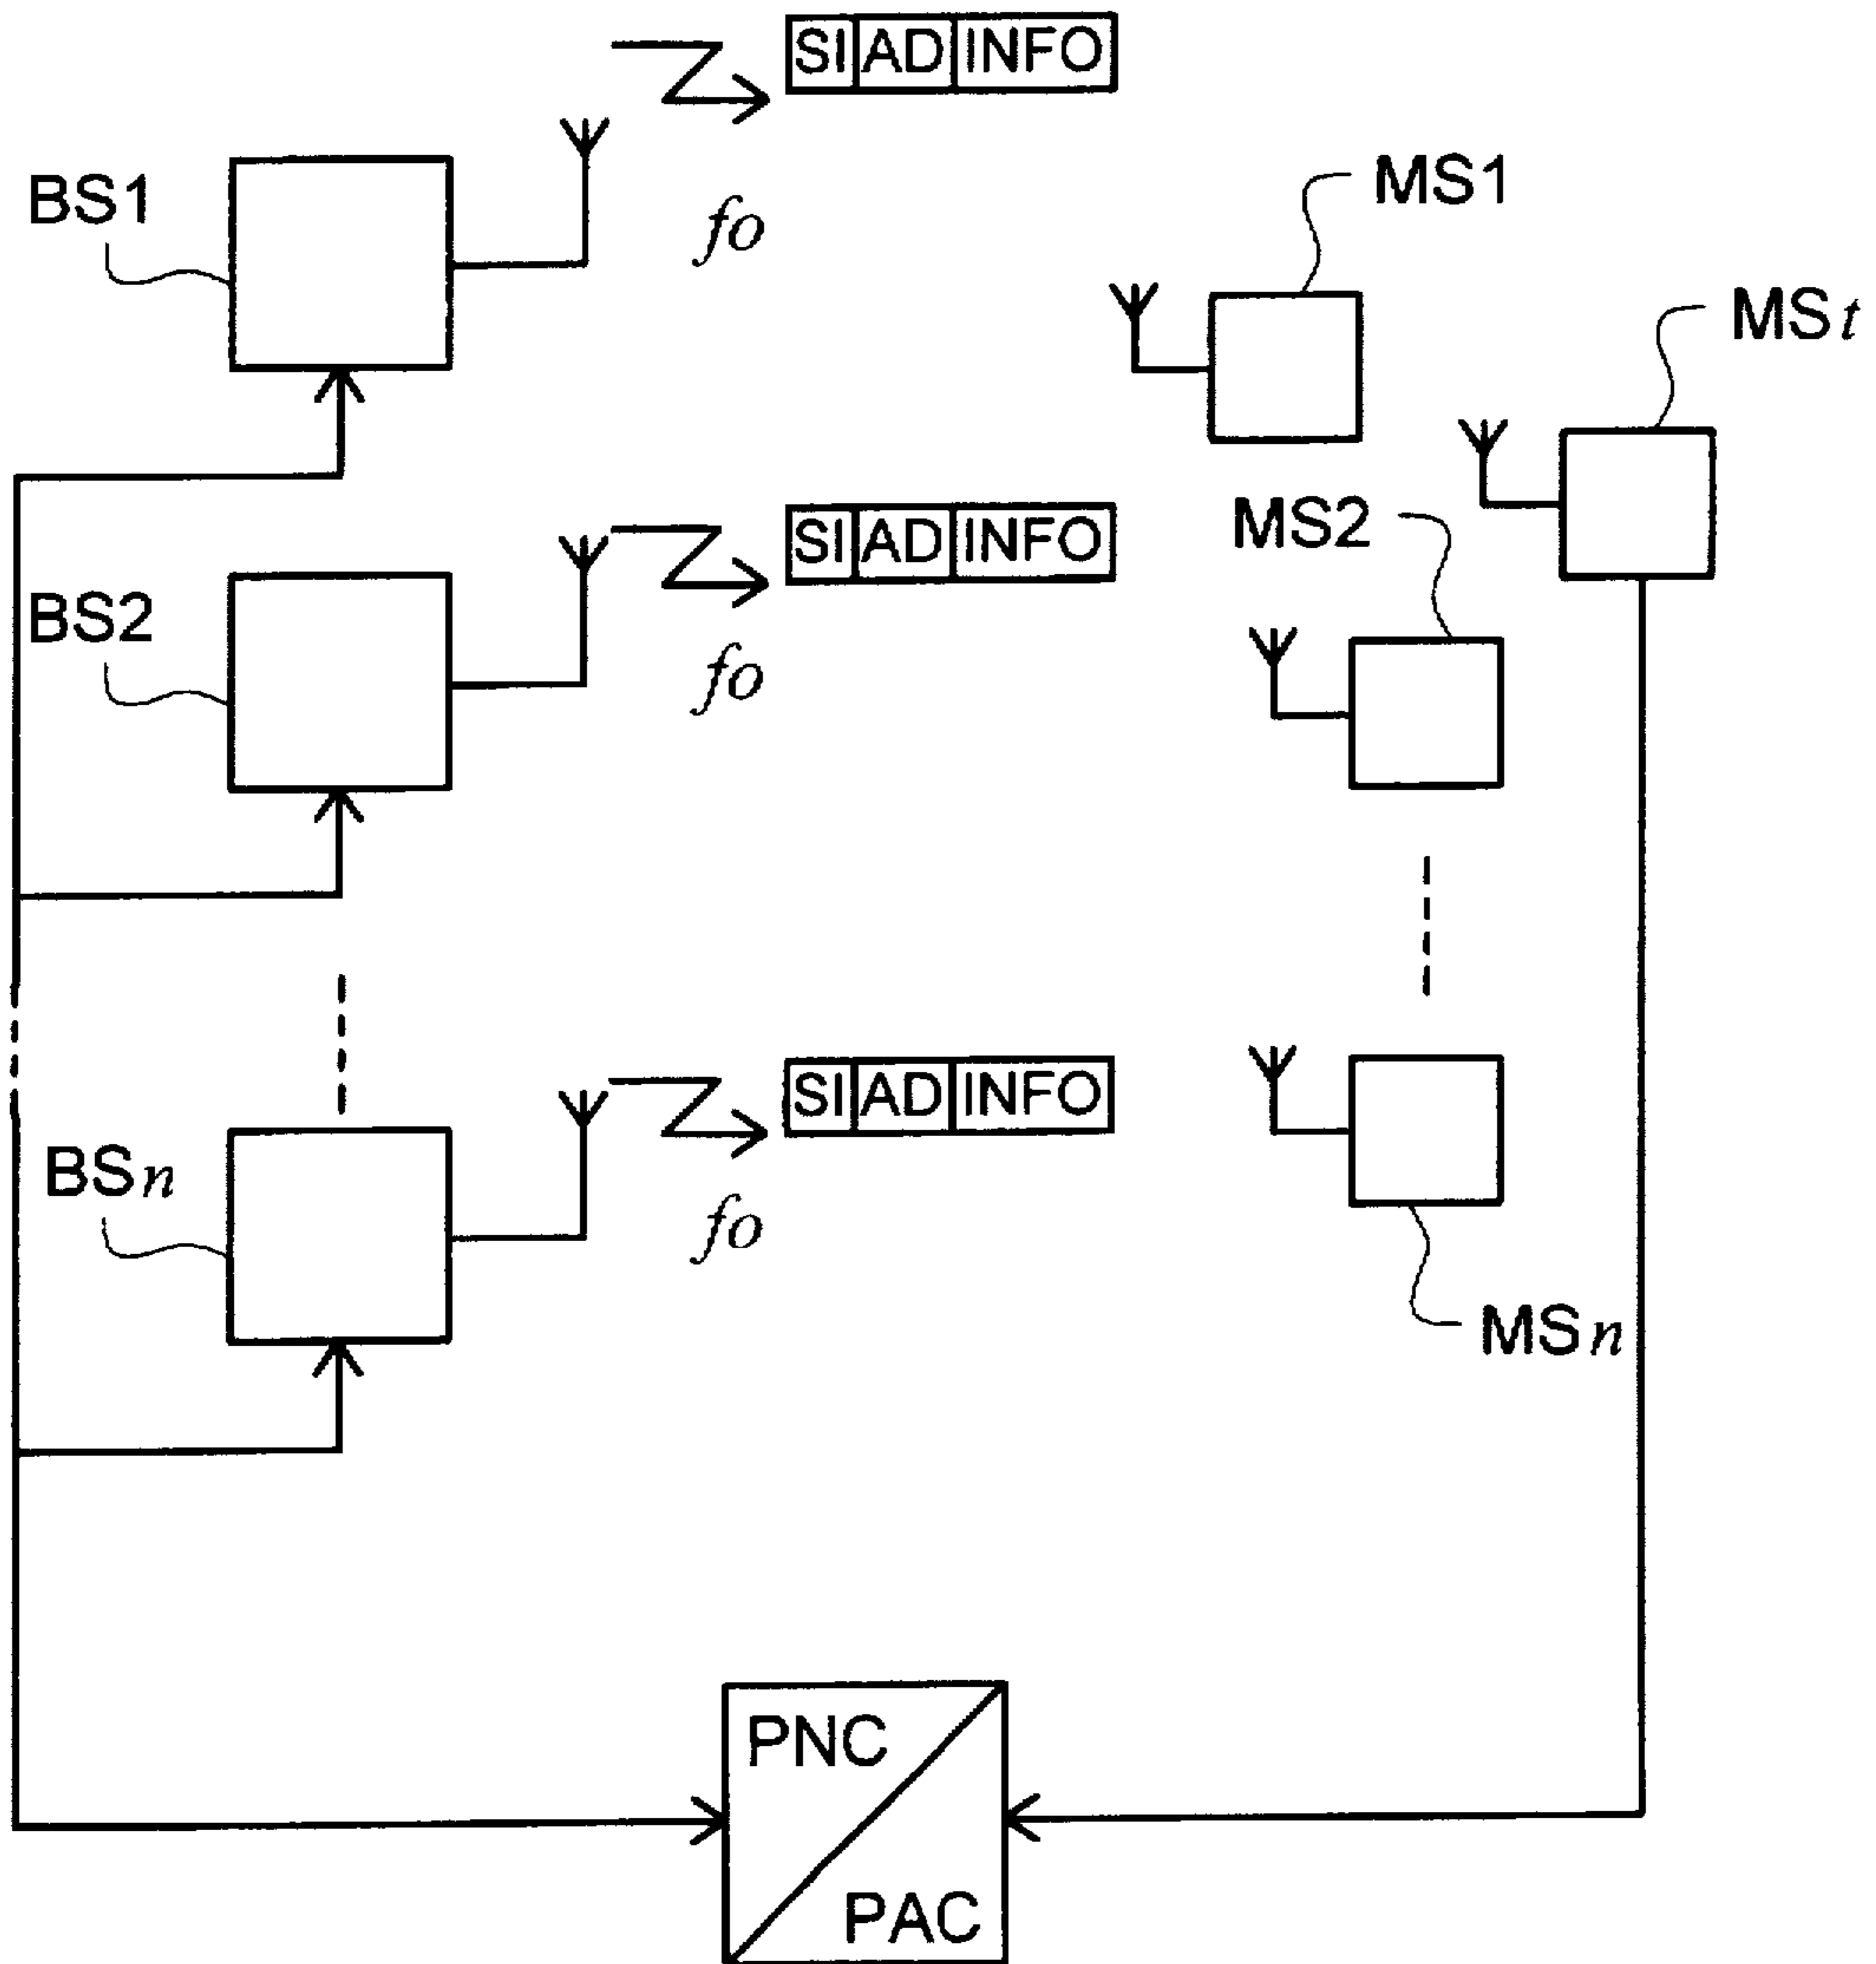 SI AD INFO
BS1
fo
MS1
MSt
SI AD INFO
MS2
BS2
fo
SI AD INFO
BSn
fo
MSn
PNC
PAC